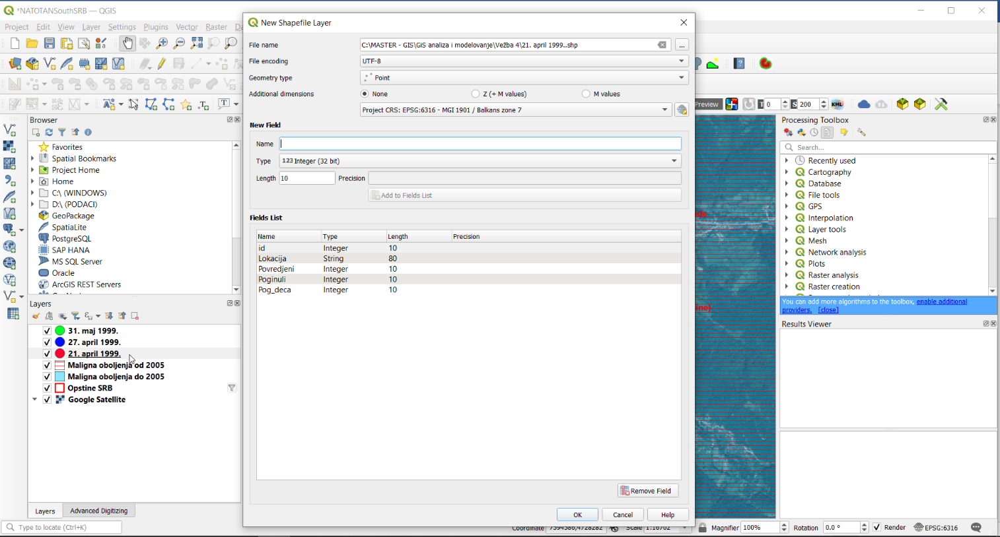 *NATOTANSouthSRB — QGIS
Project Edit View Layer Settings Plugins Vector Raster Da
New Shapefile Layer
File name C:\MASTER - GIS\GIS analiza i modelovanje\Vežba 4\21. april 1999..shp ...
File encoding UTF-8
Geometry type Point
Additional dimensions None Z (+ M values) M values
Project CRS: EPSG:6316 - MGI 1901 / Balkans zone 7
New Field
Name
Type 123 Integer (32 bit)
Length 10 Precision
Add to Fields List
Fields List
Name Type Length Precision
id Integer 10
Lokacija String 80
Povredjeni Integer 10
Poginuli Integer 10
Pog_deca Integer 10
Remove Field
OK Cancel Help
Browser
Favorites
Spatial Bookmarks
Project Home
Home
C:\ (WINDOWS)
D:\ (PODACI)
GeoPackage
SpatiaLite
PostgreSQL
SAP HANA
MS SQL Server
Oracle
ArcGIS REST Servers
Layers
31. maj 1999.
27. april 1999.
21. april 1999.
Maligna oboljenja od 2005
Maligna oboljenja do 2005
Opstine SRB
Google Satellite
Layers Advanced Digitizing
Preview T 0 S 200 KML
Processing Toolbox
Search...
Recently used
Cartography
Database
File tools
GPS
Interpolation
Layer tools
Mesh
Network analysis
Plots
Raster analysis
Raster creation
You can add more algorithms to the toolbox, enable additional
providers. [close]
Results Viewer
Type to locate (Ctrl+K)
Coordinate 7594586,4728282 Scale 1:16702 Magnifier 100% Rotation 0.0 ° Render EPSG:6316